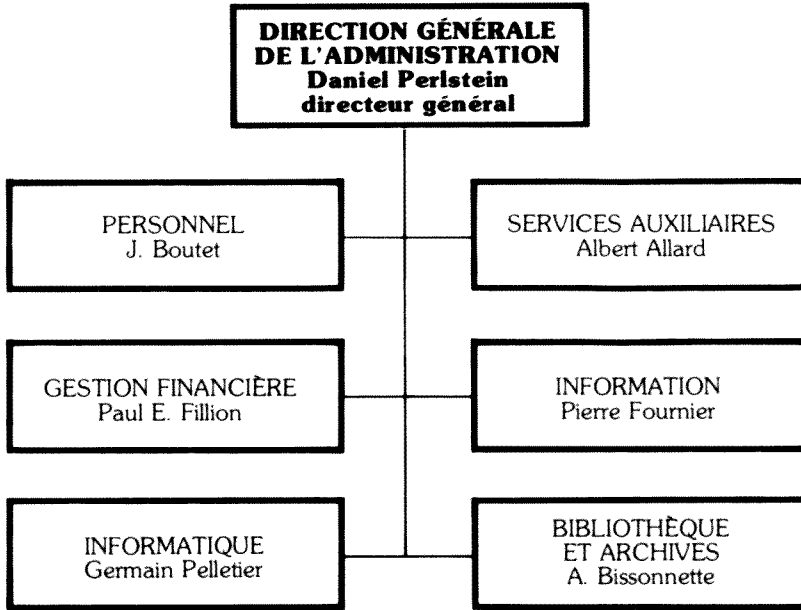 DIRECTION GÉNÉRALE
DE L'ADMINISTRATION
Daniel Perlstein
directeur général
PERSONNEL
J. Boutet
SERVICES AUXILIAIRES
Albert Allard
GESTION FINANCIÈRE
Paul E. Fillion
INFORMATION
Pierre Fournier
INFORMATIQUE
Germain Pelletier
BIBLIOTHÈQUE
ET ARCHIVES
A. Bissonnette